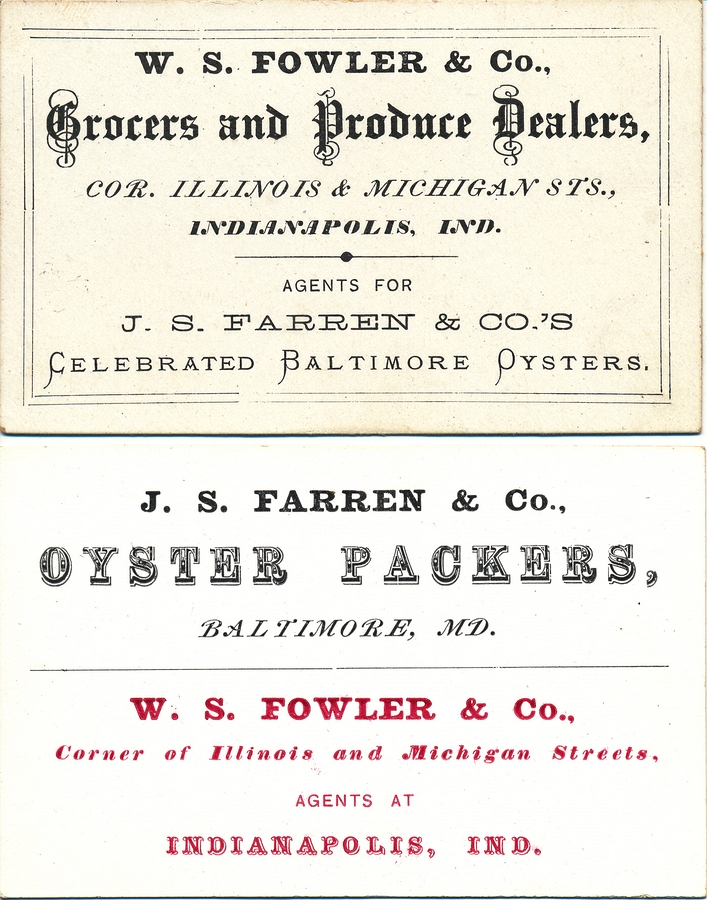 W. S. FOWLER & Co.,
Grocers and Produce Dealers,
COR. ILLINOIS & MICHIGAN STS.,
INDIANAPOLIS, IND.
AGENTS FOR
J. S. FARREN & CO.'S
CELEBRATED BALTIMORE OYSTERS.
J. S. FARREN & Co.,
OYSTER PACKERS,
BALTIMORE, MD.
W. S. FOWLER & Co.,
Corner of Illinois and Michigan Streets,
AGENTS AT
INDIANAPOLIS, IND.